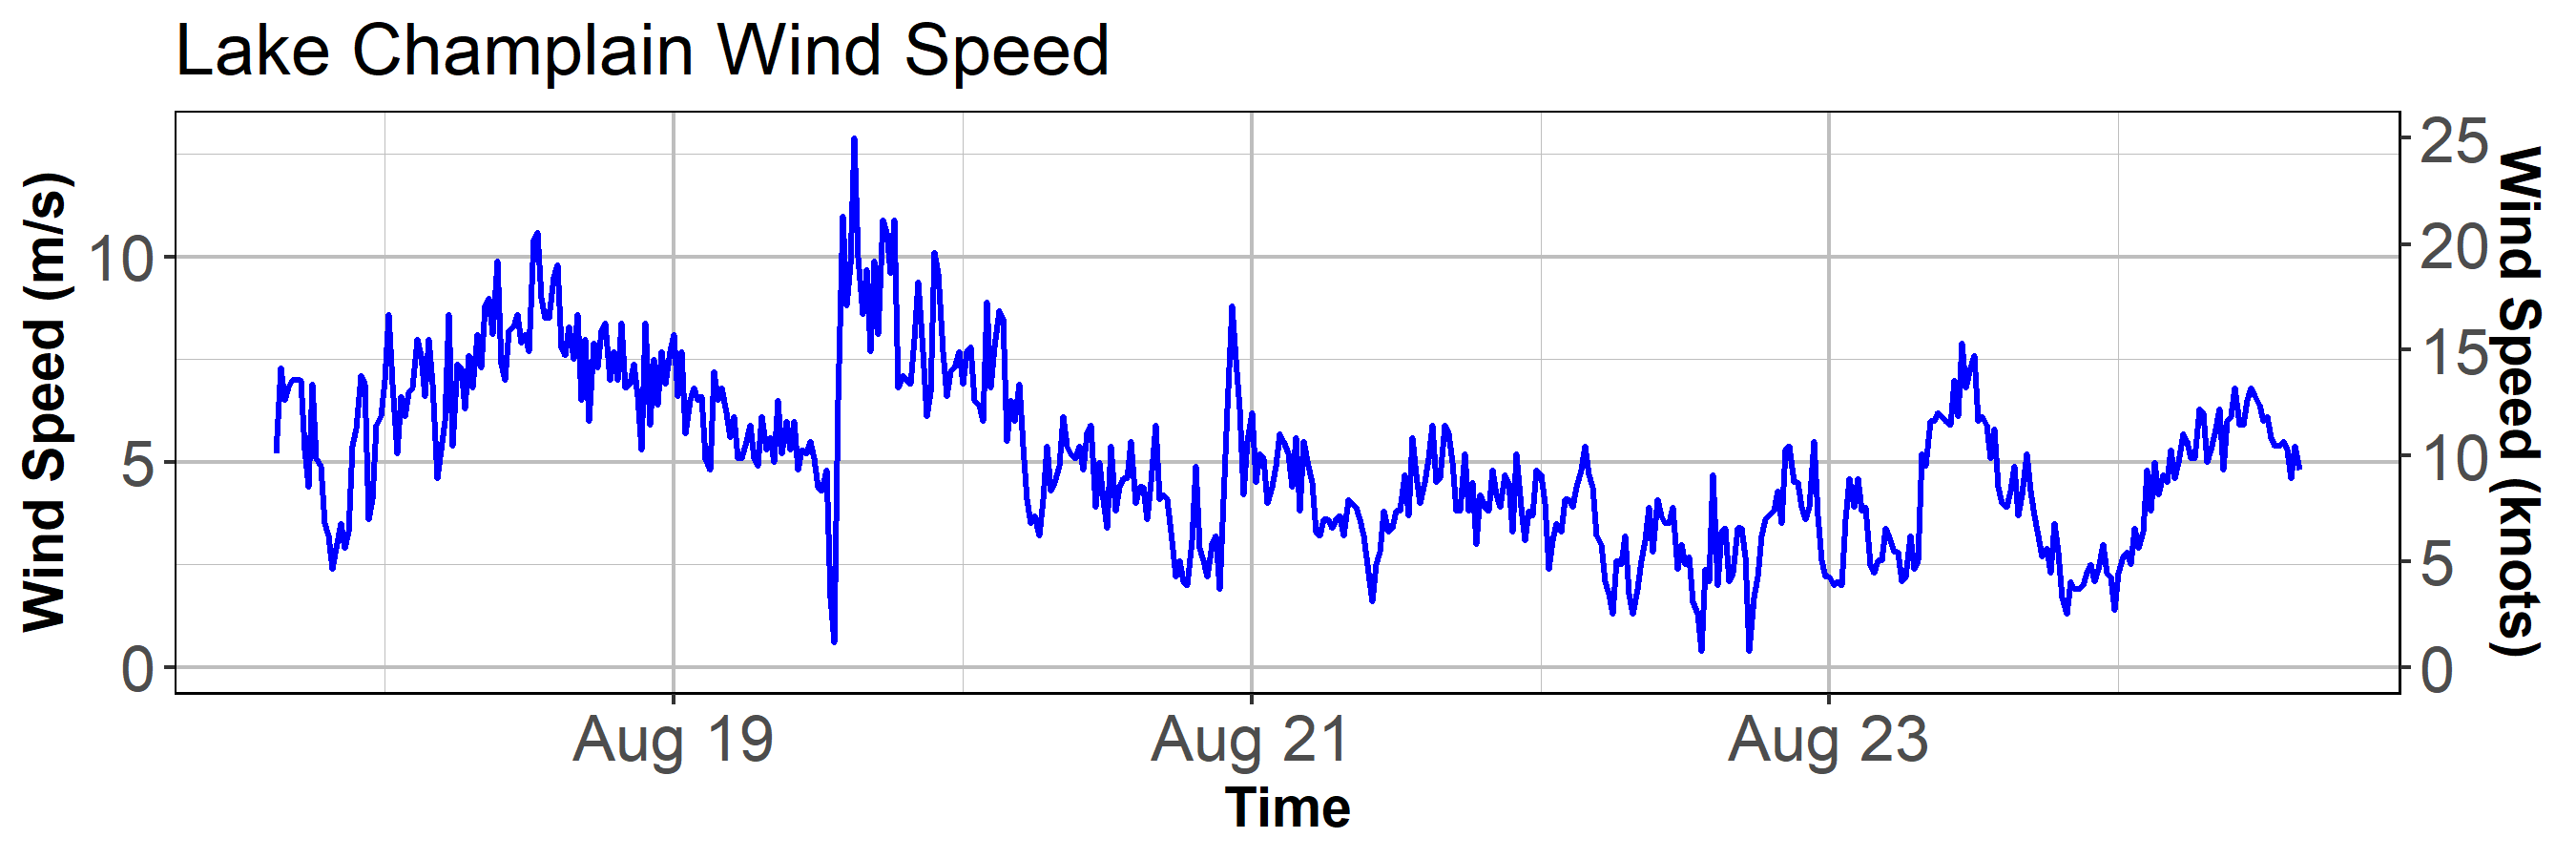 Lake Champlain Wind Speed
Wind Speed (m/s)
10
5
0
25
20
15
10
5
0
Wind Speed (knots)
Aug 19
Aug 21
Aug 23
Time